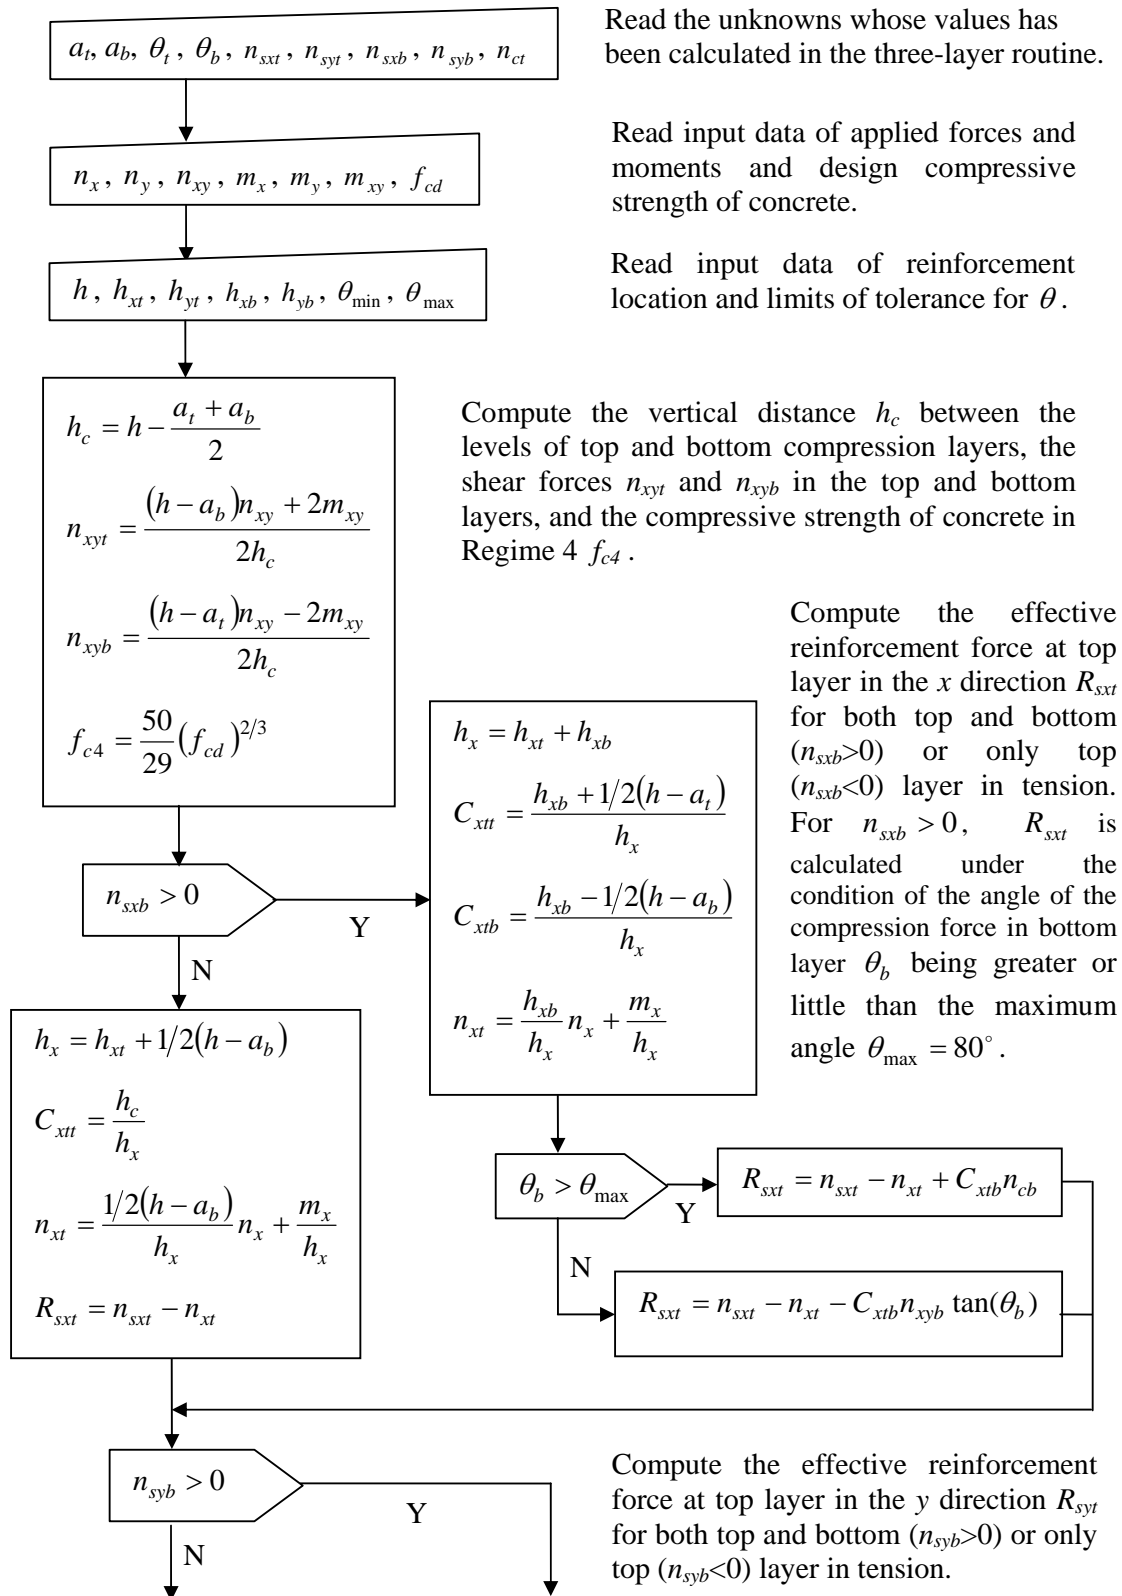 a_t, a_b, θ_t, θ_b, n_sxt, n_syt, n_sxb, n_syb, n_ct
Read the unknowns whose values has
been calculated in the three-layer routine.
n_x, n_y, n_xy, m_x, m_y, m_xy, f_cd
Read input data of applied forces and
moments and design compressive
strength of concrete.
h, h_xt, h_yt, h_xb, h_yb, θ_min, θ_max
Read input data of reinforcement
location and limits of tolerance for θ.
h_c = h − (a_t + a_b)/2
n_xyt = ((h − a_b)n_xy + 2m_xy)/(2h_c)
n_xyb = ((h − a_t)n_xy − 2m_xy)/(2h_c)
f_c4 = 50/29 (f_cd)^(2/3)
Compute the vertical distance h_c between the
levels of top and bottom compression layers, the
shear forces n_xyt and n_xyb in the top and bottom
layers, and the compressive strength of concrete in
Regime 4 f_c4.
n_sxb > 0
Y
N
h_x = h_xt + h_xb
C_xtt = (h_xb + 1/2(h − a_t))/h_x
C_xtb = (h_xb − 1/2(h − a_b))/h_x
n_xt = (h_xb/h_x) n_x + m_x/h_x
Compute the effective
reinforcement force at top
layer in the x direction R_sxt
for both top and bottom
(n_sxb>0) or only top
(n_sxb<0) layer in tension.
For n_sxb > 0, R_sxt is
calculated under the
condition of the angle of the
compression force in bottom
layer θ_b being greater or
little than the maximum
angle θ_max = 80°.
h_x = h_xt + 1/2(h − a_b)
C_xtt = h_c/h_x
n_xt = (1/2(h − a_b)/h_x) n_x + m_x/h_x
R_sxt = n_sxt − n_xt
θ_b > θ_max
Y
N
R_sxt = n_sxt − n_xt + C_xtb n_cb
R_sxt = n_sxt − n_xt − C_xtb n_xyb tan(θ_b)
n_syb > 0
Y
N
Compute the effective reinforcement
force at top layer in the y direction R_syt
for both top and bottom (n_syb>0) or only
top (n_syb<0) layer in tension.